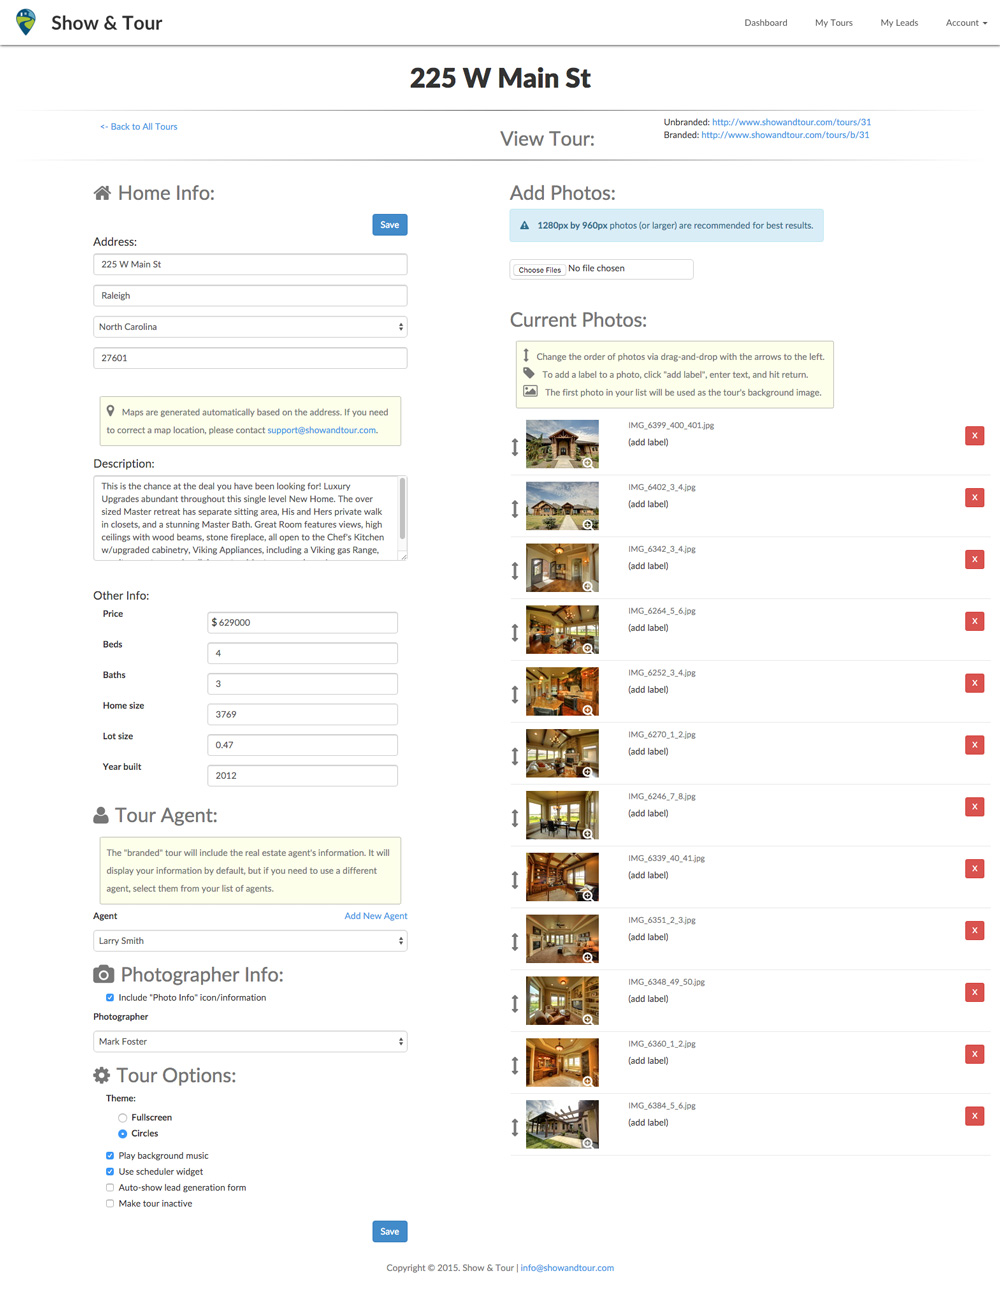 Show & Tour
Dashboard
My Tours
My Leads
Account
225 W Main St
<- Back to All Tours
View Tour:
Unbranded: http://www.showandtour.com/tours/31
Branded: http://www.showandtour.com/tours/b/31
Home Info:
Save
Address:
225 W Main St
Raleigh
North Carolina
27601
Maps are generated automatically based on the address. If you need
to correct a map location, please contact support@showandtour.com.
Description:
This is the chance at the deal you have been looking for! Luxury
Upgrades abundant throughout this single level New Home. The over
sized Master retreat has separate sitting area, His and Hers private walk
in closets, and a stunning Master Bath. Great Room features views, high
ceilings with wood beams, stone fireplace, all open to the Chef's Kitchen
w/upgraded cabinetry, Viking Appliances, including a Viking gas Range,
Other Info:
Price
$ 629000
Beds
4
Baths
3
Home size
3769
Lot size
0.47
Year built
2012
Tour Agent:
The "branded" tour will include the real estate agent's information. It will
display your information by default, but if you need to use a different
agent, select them from your list of agents.
Agent
Add New Agent
Larry Smith
Photographer Info:
Include "Photo Info" icon/information
Photographer
Mark Foster
Tour Options:
Theme:
Fullscreen
Circles
Play background music
Use scheduler widget
Auto-show lead generation form
Make tour inactive
Save
Add Photos:
1280px by 960px photos (or larger) are recommended for best results.
Choose Files No file chosen
Current Photos:
Change the order of photos via drag-and-drop with the arrows to the left.
To add a label to a photo, click "add label", enter text, and hit return.
The first photo in your list will be used as the tour's background image.
IMG_6399_400_401.jpg
(add label)
X
IMG_6402_3_4.jpg
(add label)
X
IMG_6342_3_4.jpg
(add label)
X
IMG_6264_5_6.jpg
(add label)
X
IMG_6252_3_4.jpg
(add label)
X
IMG_6270_1_2.jpg
(add label)
X
IMG_6246_7_8.jpg
(add label)
X
IMG_6339_40_41.jpg
(add label)
X
IMG_6351_2_3.jpg
(add label)
X
IMG_6348_49_50.jpg
(add label)
X
IMG_6360_1_2.jpg
(add label)
X
IMG_6384_5_6.jpg
(add label)
X
Copyright © 2015. Show & Tour | info@showandtour.com